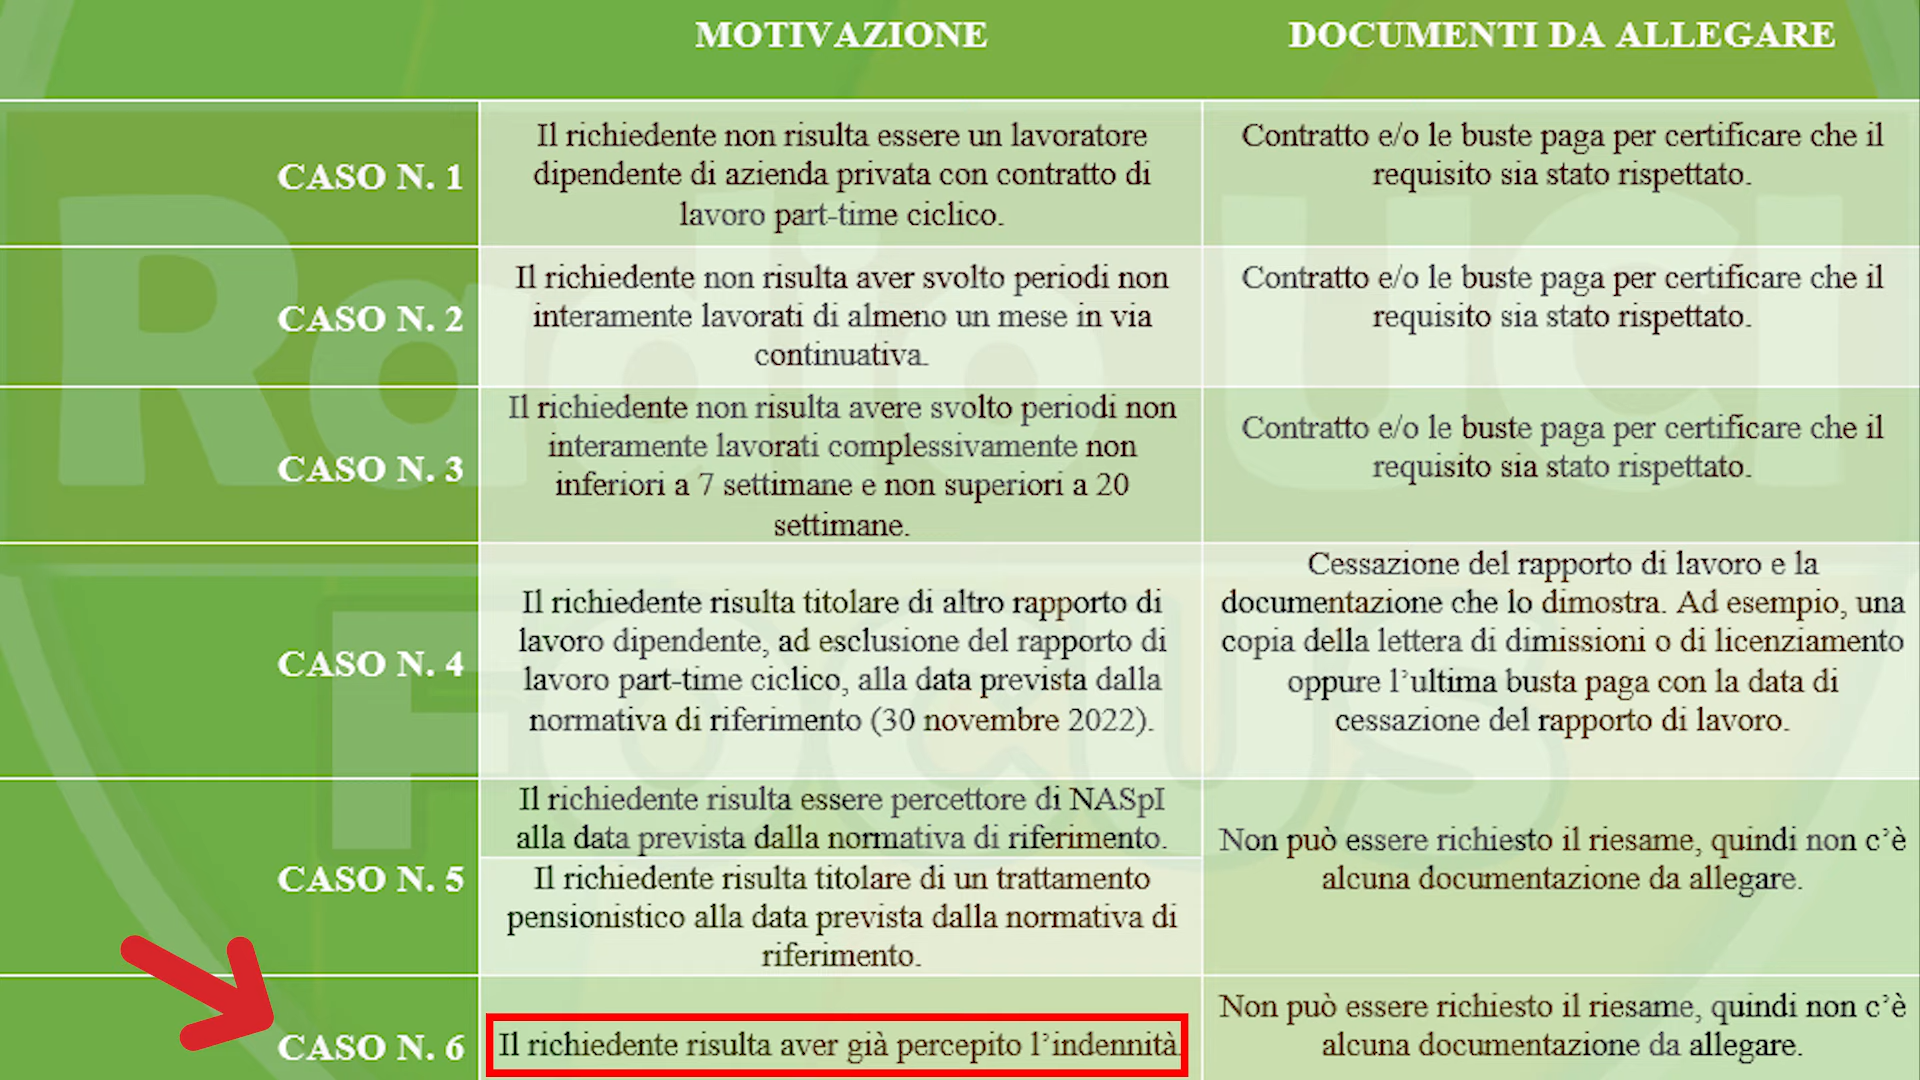 MOTIVAZIONE
DOCUMENTI DA ALLEGARE
CASO N. 1
Il richiedente non risulta essere un lavoratore
dipendente di azienda privata con contratto di
lavoro part-time ciclico.
Contratto e/o le buste paga per certificare che il
requisito sia stato rispettato.
CASO N. 2
Il richiedente non risulta aver svolto periodi non
interamente lavorati di almeno un mese in via
continuativa.
Contratto e/o le buste paga per certificare che il
requisito sia stato rispettato.
CASO N. 3
Il richiedente non risulta avere svolto periodi non
interamente lavorati complessivamente non
inferiori a 7 settimane e non superiori a 20
settimane.
Contratto e/o le buste paga per certificare che il
requisito sia stato rispettato.
CASO N. 4
Il richiedente risulta titolare di altro rapporto di
lavoro dipendente, ad esclusione del rapporto di
lavoro part-time ciclico, alla data prevista dalla
normativa di riferimento (30 novembre 2022).
Cessazione del rapporto di lavoro e la
documentazione che lo dimostra. Ad esempio, una
copia della lettera di dimissioni o di licenziamento
oppure l’ultima busta paga con la data di
cessazione del rapporto di lavoro.
CASO N. 5
Il richiedente risulta essere percettore di NASpI
alla data prevista dalla normativa di riferimento.
Il richiedente risulta titolare di un trattamento
pensionistico alla data prevista dalla normativa di
riferimento.
Non può essere richiesto il riesame, quindi non c’è
alcuna documentazione da allegare.
CASO N. 6
Il richiedente risulta aver già percepito l’indennità.
Non può essere richiesto il riesame, quindi non c’è
alcuna documentazione da allegare.
Radio UCI
FOCUS